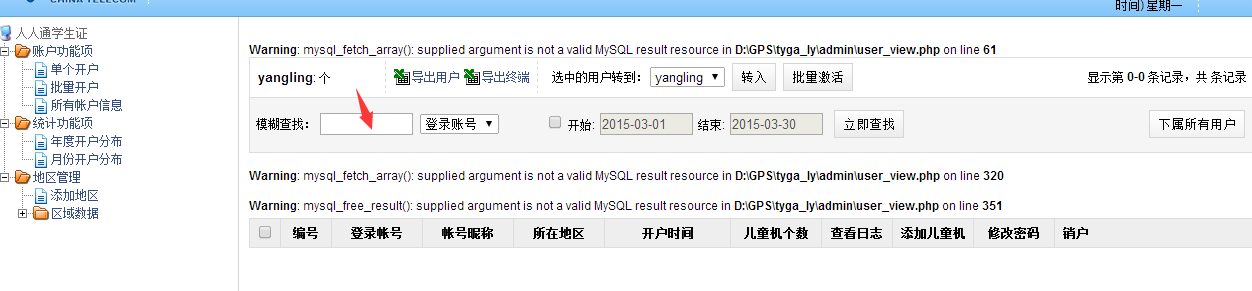 CHINA TELECOM
时间) 星期一
人人通学生证
账户功能项
单个开户
批量开户
所有帐户信息
统计功能项
年度开户分布
月份开户分布
地区管理
添加地区
区域数据
Warning: mysql_fetch_array(): supplied argument is not a valid MySQL result resource in D:\GPS\tyga_ly\admin\user_view.php on line 61
yangling: 个 导出用户 导出终端 选中的用户转到： yangling 转入 批量激活 显示第 0-0 条记录，共 条记录
模糊查找： 登录账号 开始: 2015-03-01 结束: 2015-03-30 立即查找 下属所有用户
Warning: mysql_fetch_array(): supplied argument is not a valid MySQL result resource in D:\GPS\tyga_ly\admin\user_view.php on line 320
Warning: mysql_free_result(): supplied argument is not a valid MySQL result resource in D:\GPS\tyga_ly\admin\user_view.php on line 351
编号 登录帐号 帐号昵称 所在地区 开户时间 儿童机个数 查看日志 添加儿童机 修改密码 销户